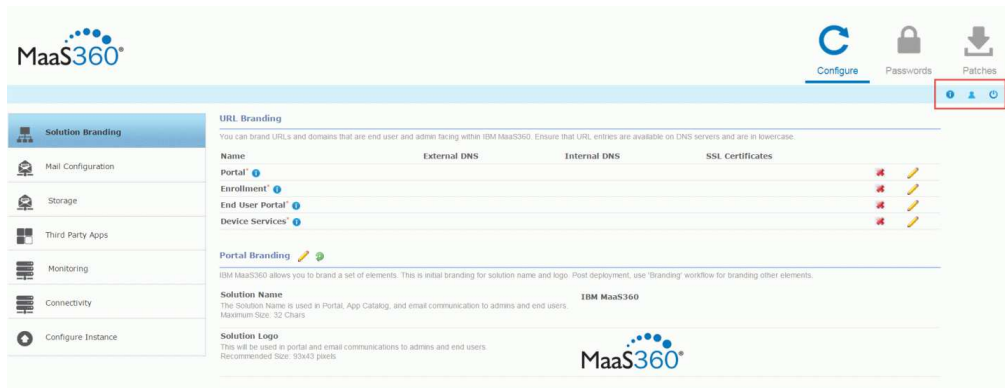 MaaS360®
Configure
Passwords
Patches
Solution Branding
Mail Configuration
Storage
Third Party Apps
Monitoring
Connectivity
Configure Instance
URL Branding
You can brand URLs and domains that are end user and admin facing within IBM MaaS360. Ensure that URL entries are available on DNS servers and are in lowercase.
Name External DNS Internal DNS SSL Certificates
Portal*
Enrollment*
End User Portal*
Device Services*
Portal Branding
IBM MaaS360 allows you to brand a set of elements. This is initial branding for solution name and logo. Post deployment, use 'Branding' workflow for branding other elements.
Solution Name IBM MaaS360
The Solution Name is used in Portal, App Catalog, and email communication to admins and end users.
Maximum Size: 32 Chars
Solution Logo
This will be used in portal and email communications to admins and end users.
Recommended Size: 93x43 pixels
MaaS360®